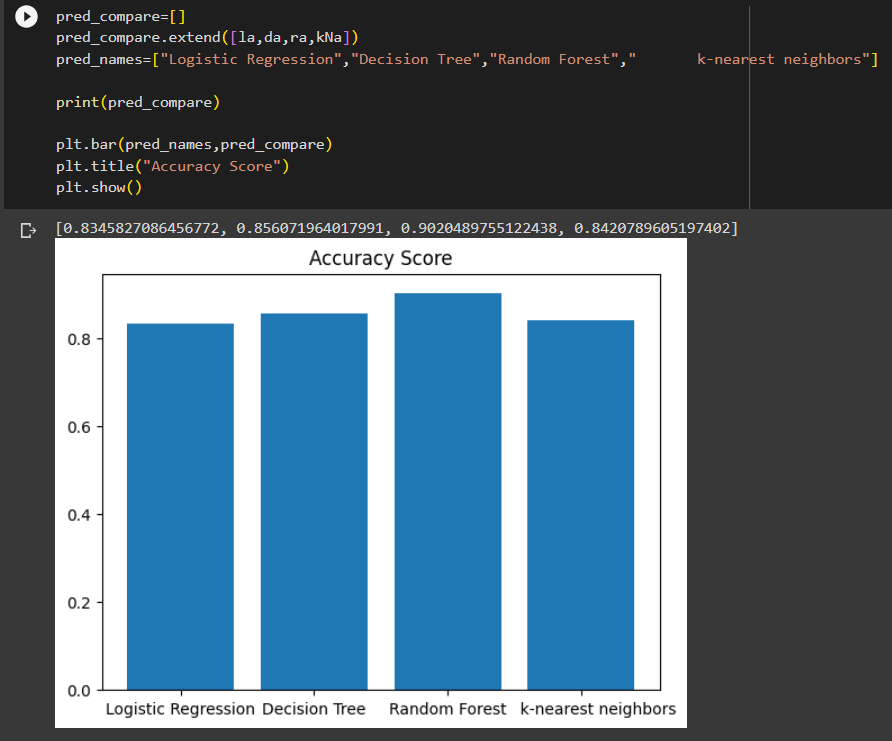 pred_compare=[]
pred_compare.extend([la,da,ra,kNa])
pred_names=["Logistic Regression","Decision Tree","Random Forest","       k-nearest neighbors"]
print(pred_compare)
plt.bar(pred_names,pred_compare)
plt.title("Accuracy Score")
plt.show()
[0.8345827086456772, 0.856071964017991, 0.9020489755122438, 0.8420789605197402]
Accuracy Score
0.8
0.6
0.4
0.2
0.0
Logistic Regression Decision Tree Random Forest k-nearest neighbors